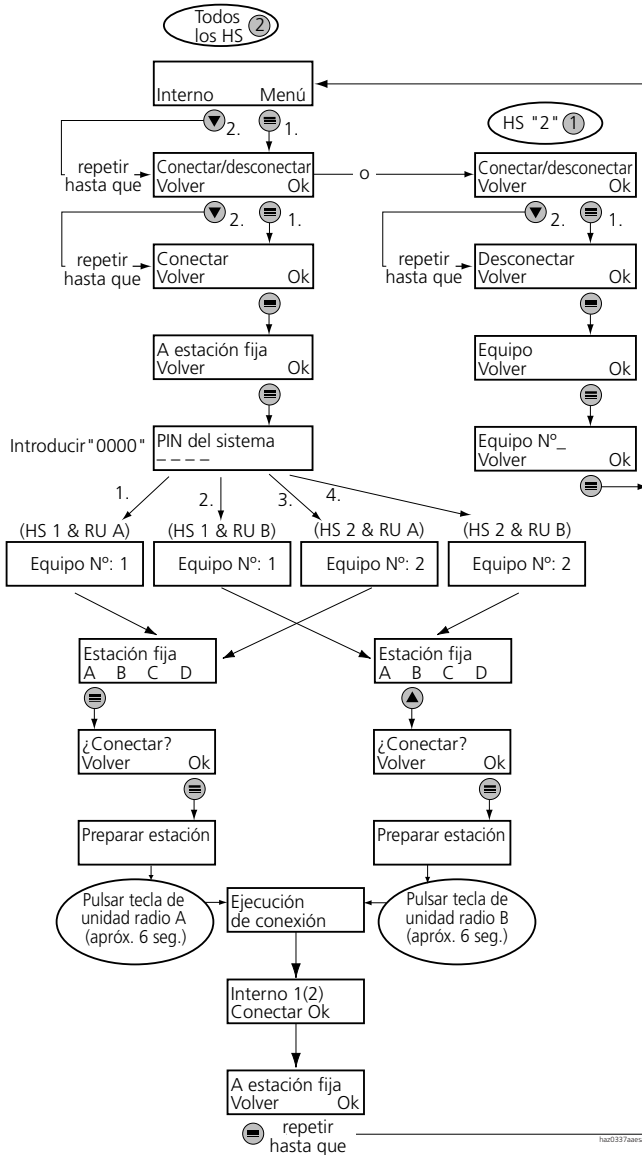 Todos
los HS 2
Interno Menú
2. 1.
HS "2" 1
repetir
hasta que
Conectar/desconectar
Volver Ok
o
Conectar/desconectar
Volver Ok
2. 1.
2. 1.
repetir
hasta que
Conectar
Volver Ok
repetir
hasta que
Desconectar
Volver Ok
A estación fija
Volver Ok
Equipo
Volver Ok
Introducir"0000"
PIN del sistema
_ _ _ _
Equipo Nº_
Volver Ok
1. 2. 3. 4.
(HS 1 & RU A) (HS 1 & RU B) (HS 2 & RU A) (HS 2 & RU B)
Equipo Nº: 1 Equipo Nº: 1 Equipo Nº: 2 Equipo Nº: 2
Estación fija
A B C D
Estación fija
A B C D
¿Conectar?
Volver Ok
¿Conectar?
Volver Ok
Preparar estación
Preparar estación
Pulsar tecla de
unidad radio A
(apróx. 6 seg.)
Ejecución
de conexión
Pulsar tecla de
unidad radio B
(apróx. 6 seg.)
Interno 1(2)
Conectar Ok
A estación fija
Volver Ok
repetir
hasta que